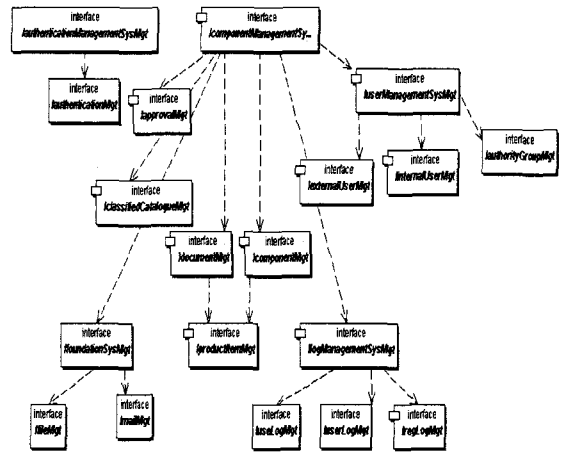 interface
IauthenticationManagementSysMgt
interface
IcomponentManagementSy...
interface
IauthenticationMgt
interface
IapprovalMgt
interface
IuserManagementSysMgt
interface
IclassifiedCatalogueMgt
interface
IexternalUserMgt
interface
IinternalUserMgt
interface
IauthorityGroupMgt
interface
IdocumentMgt
interface
IcomponentMgt
interface
IfoundationSysMgt
interface
IproductItemMgt
interface
IlogManagementSysMgt
interface
IfileMgt
interface
ImailMgt
interface
IuseLogMgt
interface
IuserLogMgt
interface
IregLogMgt